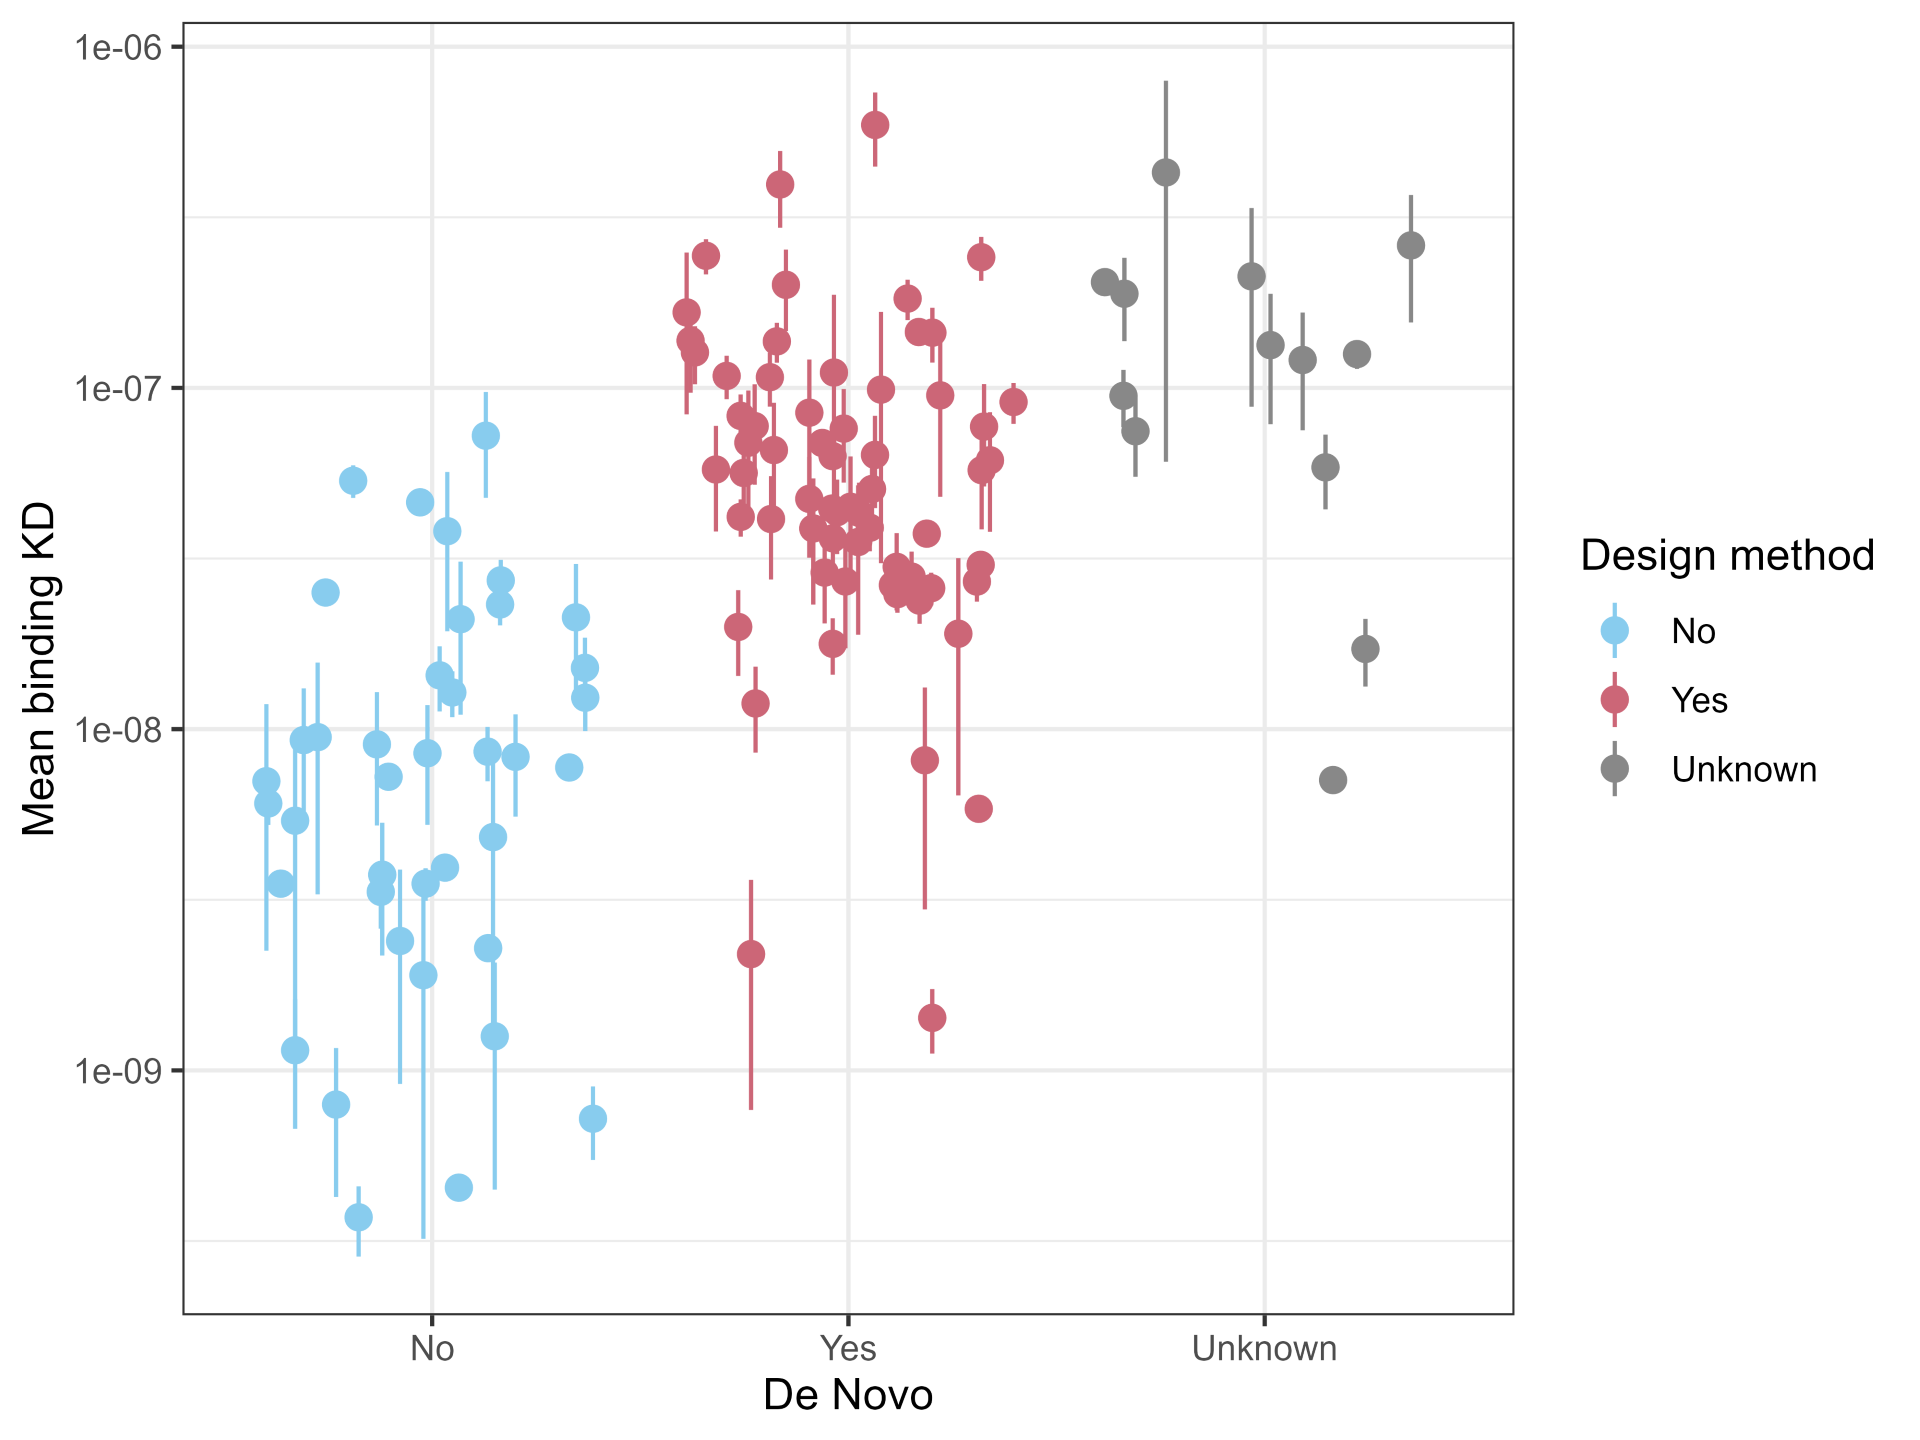 1e-06
1e-07
1e-08
1e-09
Mean binding KD
No
Yes
Unknown
De Novo
Design method
No
Yes
Unknown